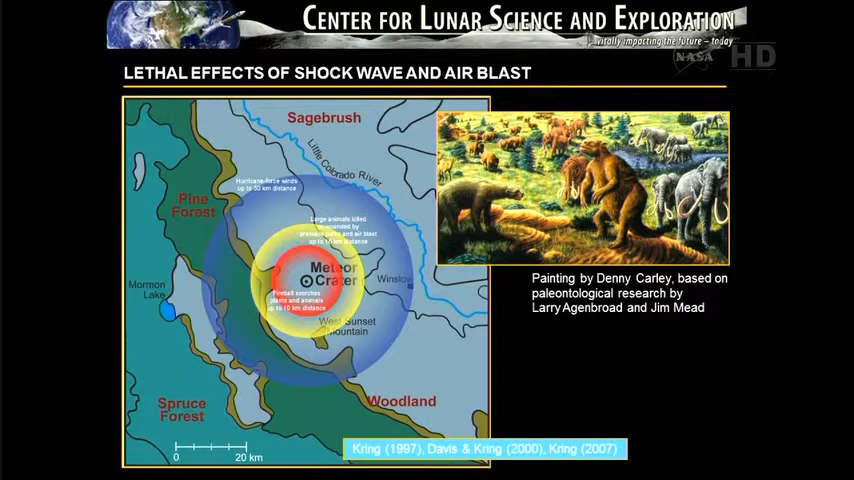 CENTER FOR LUNAR SCIENCE AND EXPLORATION
...vitally impacting the future – today
NASA HD
LETHAL EFFECTS OF SHOCK WAVE AND AIR BLAST
Sagebrush
Little Colorado River
Hurricane-force winds
up to 30 km distance
Pine
Forest
Large animals killed
or wounded by
pressure pulse and air blast
up to 16 km distance
Meteor
Crater
Winslow
Mormon
Lake
Fireball scorches
plants and animals
up to 10 km distance
West Sunset
Mountain
Woodland
Spruce
Forest
0 20 km
Painting by Denny Carley, based on
paleontological research by
Larry Agenbroad and Jim Mead
Kring (1997), Davis & Kring (2000), Kring (2007)